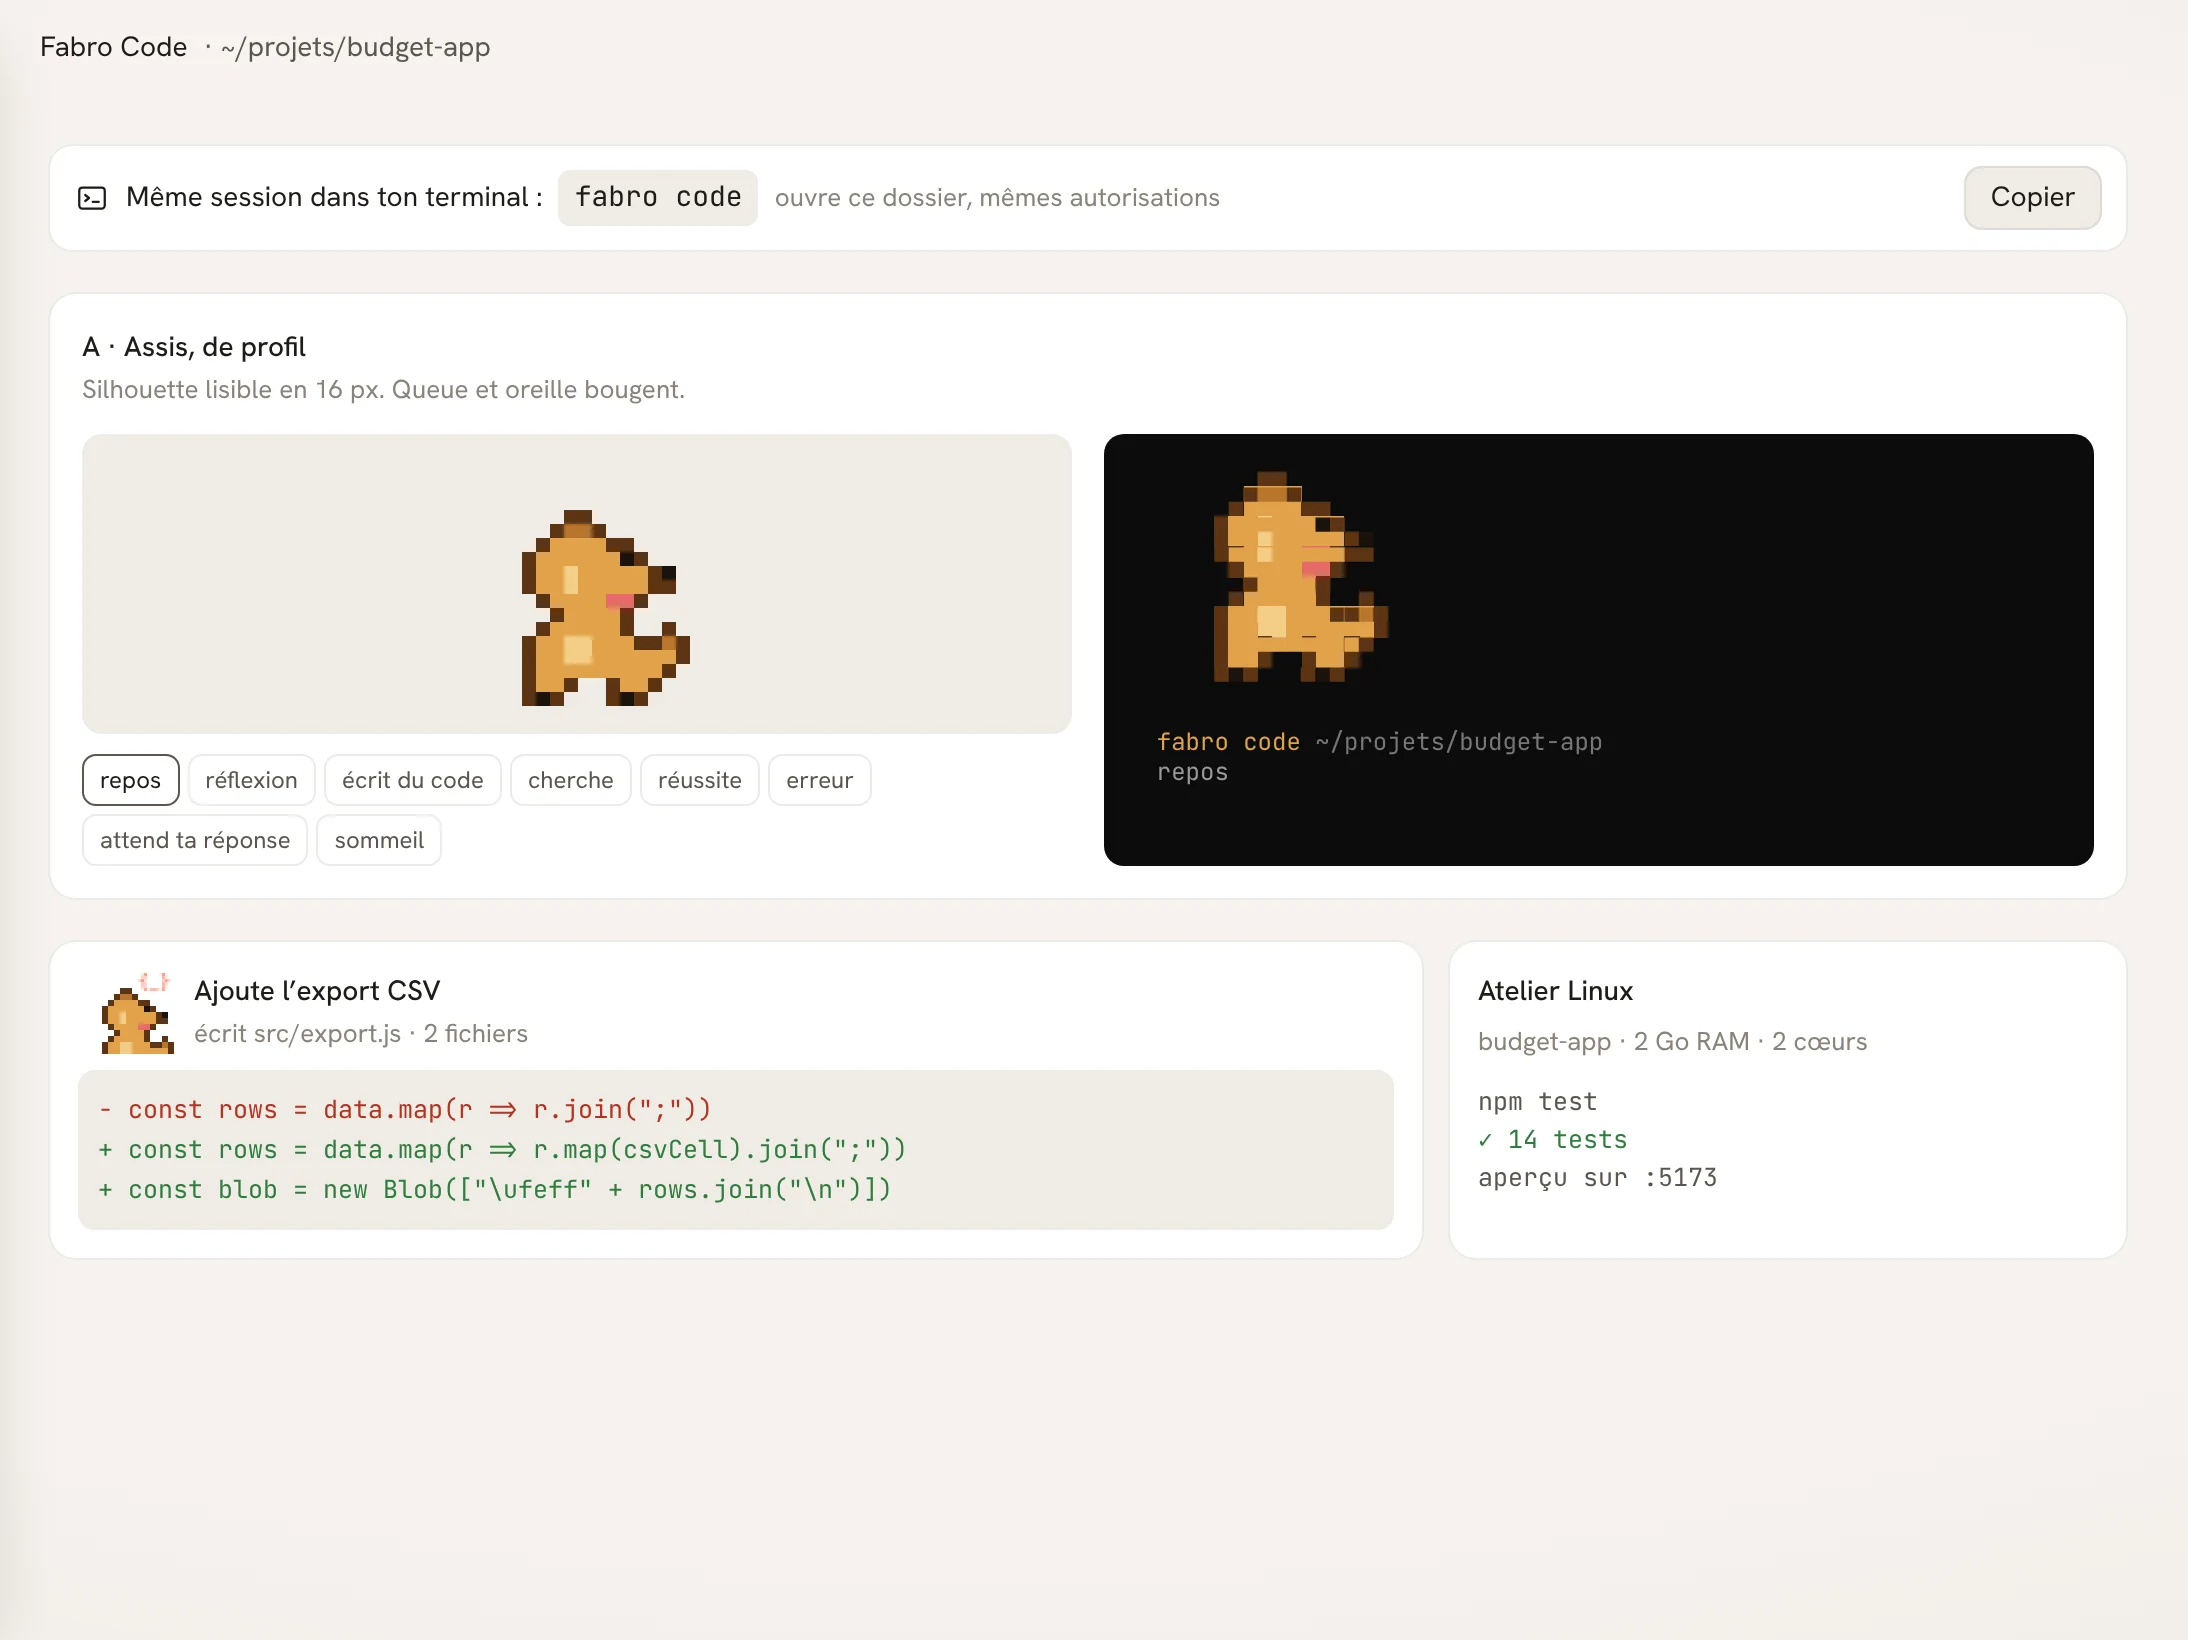 Fabro Code · ~/projets/budget-app
Même session dans ton terminal : fabro code ouvre ce dossier, mêmes autorisations
Copier
A · Assis, de profil
Silhouette lisible en 16 px. Queue et oreille bougent.
repos
réflexion
écrit du code
cherche
réussite
erreur
attend ta réponse
sommeil
fabro code ~/projets/budget-app
repos
Ajoute l’export CSV
écrit src/export.js · 2 fichiers
- const rows = data.map(r => r.join(";"))
+ const rows = data.map(r => r.map(csvCell).join(";"))
+ const blob = new Blob(["\ufeff" + rows.join("\n")])
Atelier Linux
budget-app · 2 Go RAM · 2 cœurs
npm test
✓ 14 tests
aperçu sur :5173